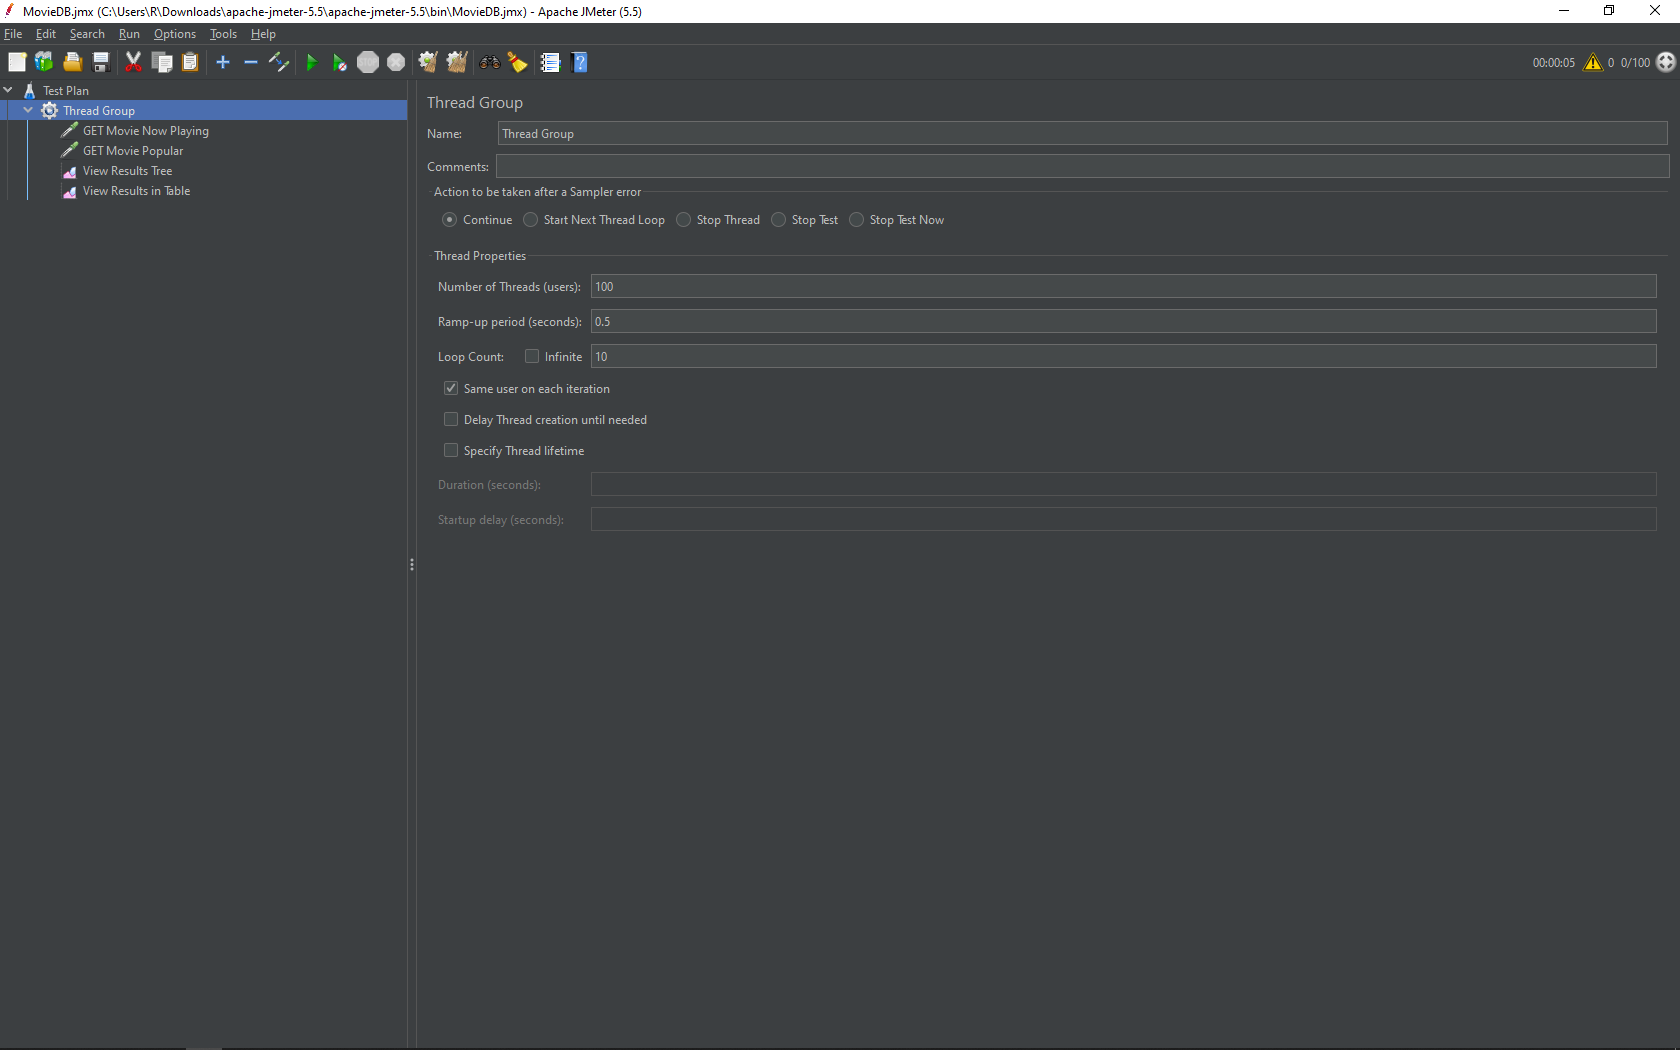 MovieDB.jmx (C:\Users\R\Downloads\apache-jmeter-5.5\apache-jmeter-5.5\bin\MovieDB.jmx) - Apache JMeter (5.5)
File Edit Search Run Options Tools Help
STOP
00:00:05 0 0/100
Test Plan
Thread Group
GET Movie Now Playing
GET Movie Popular
View Results Tree
View Results in Table
Thread Group
Name: Thread Group
Comments:
Action to be taken after a Sampler error
Continue Start Next Thread Loop Stop Thread Stop Test Stop Test Now
Thread Properties
Number of Threads (users): 100
Ramp-up period (seconds): 0.5
Loop Count: Infinite 10
Same user on each iteration
Delay Thread creation until needed
Specify Thread lifetime
Duration (seconds):
Startup delay (seconds):